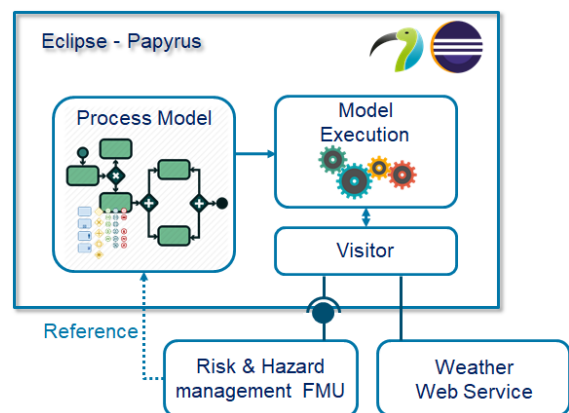 Eclipse - Papyrus
Process Model
Model
Execution
Visitor
Reference
Risk & Hazard
management FMU
Weather
Web Service